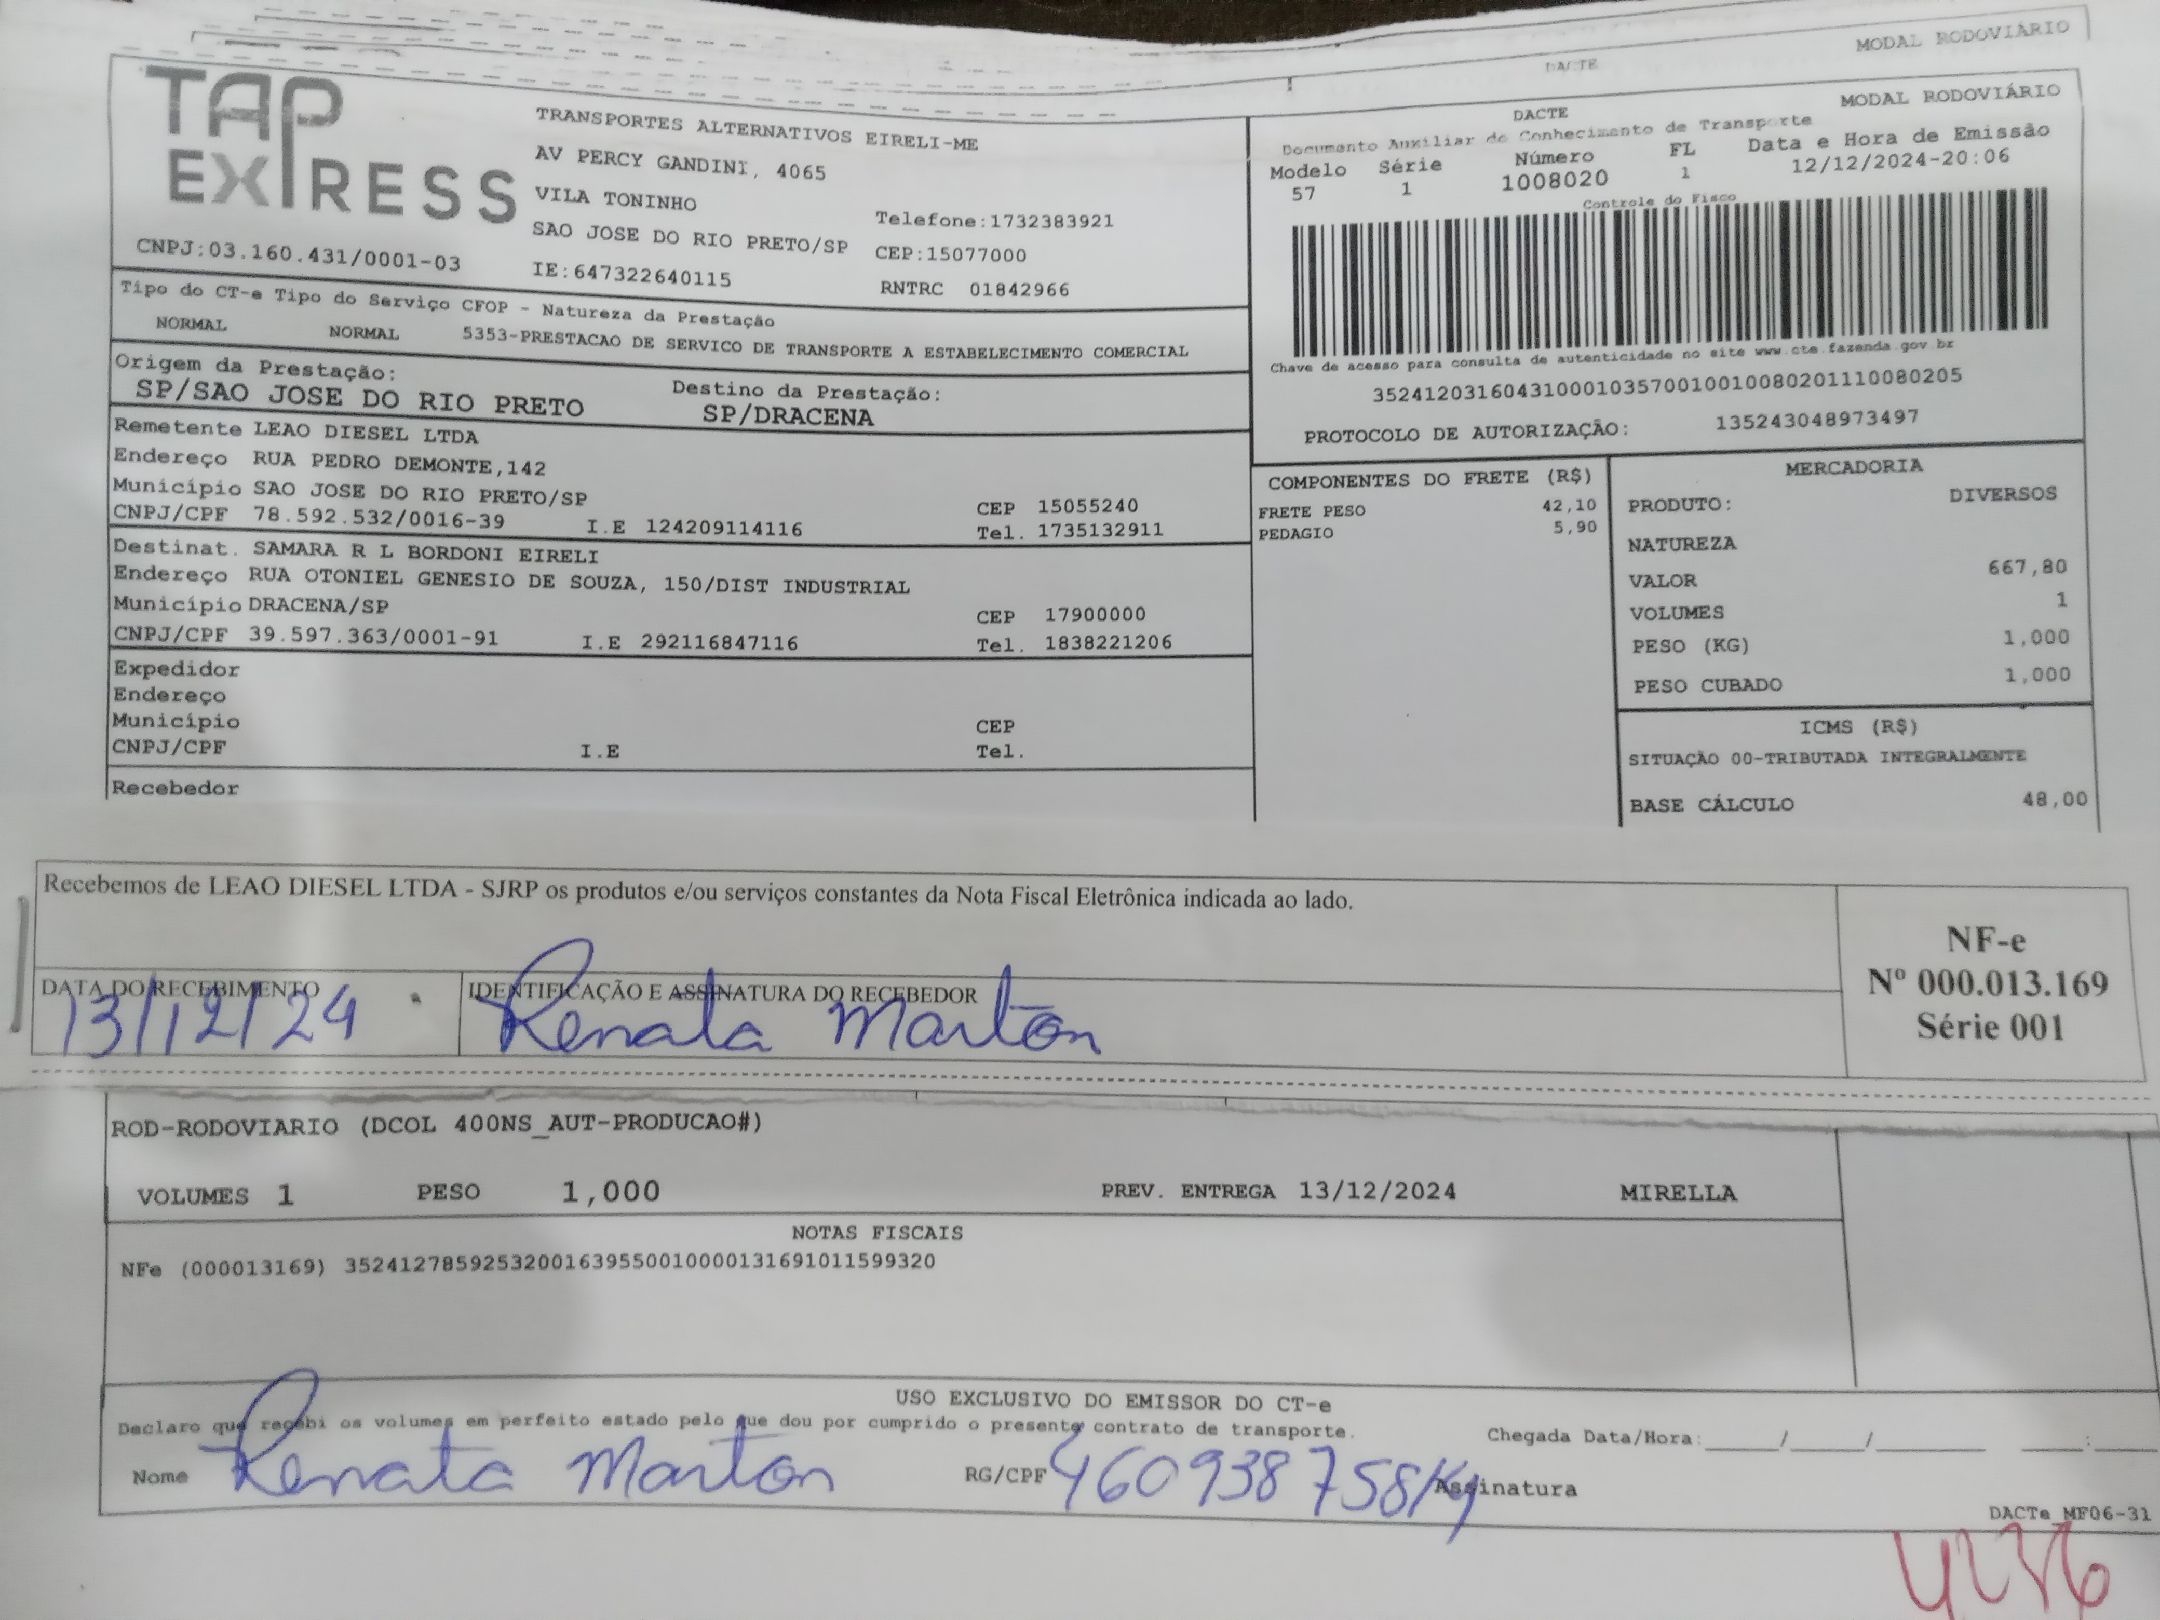 MODAL RODOVIÁRIO
DACTE
TAP EXPRESS
CNPJ:03.160.431/0001-03
TRANSPORTES ALTERNATIVOS EIRELI-ME
AV PERCY GANDINI, 4065
VILA TONINHO
SAO JOSE DO RIO PRETO/SP
IE:647322640115
Telefone:1732383921
CEP:15077000
RNTRC 01842966
DACTE MODAL RODOVIÁRIO
Documento Auxiliar de Conhecimento de Transporte
Modelo Série Número FL Data e Hora de Emissão
57 1 1008020 1 12/12/2024-20:06
Controle do Fisco
Chave de acesso para consulta de autenticidade no site www.cte.fazenda.gov.br
35241203160431000103570010010080201110080205
PROTOCOLO DE AUTORIZAÇÃO: 135243048973497
Tipo do CT-e Tipo do Serviço CFOP - Natureza da Prestação
NORMAL NORMAL 5353-PRESTACAO DE SERVICO DE TRANSPORTE A ESTABELECIMENTO COMERCIAL
Origem da Prestação: Destino da Prestação:
SP/SAO JOSE DO RIO PRETO SP/DRACENA
Remetente LEAO DIESEL LTDA
Endereço RUA PEDRO DEMONTE,142
Município SAO JOSE DO RIO PRETO/SP CEP 15055240
CNPJ/CPF 78.592.532/0016-39 I.E 124209114116 Tel. 1735132911
Destinat. SAMARA R L BORDONI EIRELI
Endereço RUA OTONIEL GENESIO DE SOUZA, 150/DIST INDUSTRIAL
Município DRACENA/SP CEP 17900000
CNPJ/CPF 39.597.363/0001-91 I.E 292116847116 Tel. 1838221206
Expedidor
Endereço
Município CEP
CNPJ/CPF I.E Tel.
Recebedor
COMPONENTES DO FRETE (R$)
FRETE PESO 42,10
PEDAGIO 5,90
MERCADORIA
PRODUTO: DIVERSOS
NATUREZA
VALOR 667,80
VOLUMES 1
PESO (KG) 1,000
PESO CUBADO 1,000
ICMS (R$)
SITUAÇÃO 00-TRIBUTADA INTEGRALMENTE
BASE CÁLCULO 48,00
Recebemos de LEAO DIESEL LTDA - SJRP os produtos e/ou serviços constantes da Nota Fiscal Eletrônica indicada ao lado.
DATA DO RECEBIMENTO IDENTIFICAÇÃO E ASSINATURA DO RECEBEDOR
13/12/24 Renata Marton
NF-e
Nº 000.013.169
Série 001
ROD-RODOVIARIO (DCOL 400NS_AUT-PRODUCAO#)
VOLUMES 1 PESO 1,000 PREV. ENTREGA 13/12/2024 MIRELLA
NOTAS FISCAIS
NFe (000013169) 35241278592532001639550010000131691011599320
USO EXCLUSIVO DO EMISSOR DO CT-e
Declaro que recebi os volumes em perfeito estado pelo que dou por cumprido o presente contrato de transporte.
Chegada Data/Hora:____/____/______ ___:___
Nome Renata Marton RG/CPF 460938758/ Assinatura
DACTe MF06-31